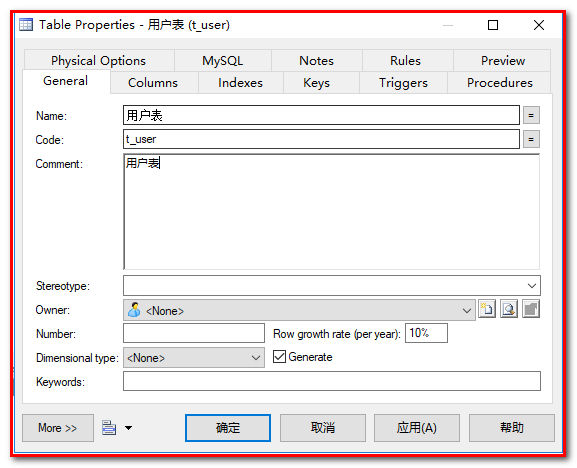 Table Properties - 用户表 (t_user)
Physical Options MySQL Notes Rules Preview
General Columns Indexes Keys Triggers Procedures
Name: 用户表 =
Code: t_user =
Comment: 用户表
Stereotype:
Owner: <None>
Number: Row growth rate (per year): 10%
Dimensional type: <None> Generate
Keywords:
More >> 确定 取消 应用(A) 帮助